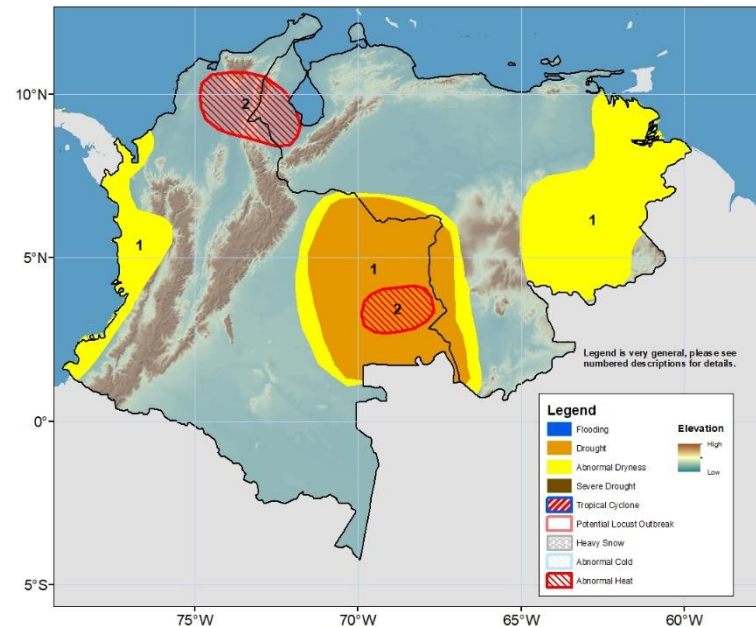 10°N
5°N
0°
5°S
75°W
70°W
65°W
60°W
2
1
1
2
1
Legend is very general, please see
numbered descriptions for details.
Legend
Flooding
Drought
Abnormal Dryness
Severe Drought
Tropical Cyclone
Potential Locust Outbreak
Heavy Snow
Abnormal Cold
Abnormal Heat
Elevation
High
Low